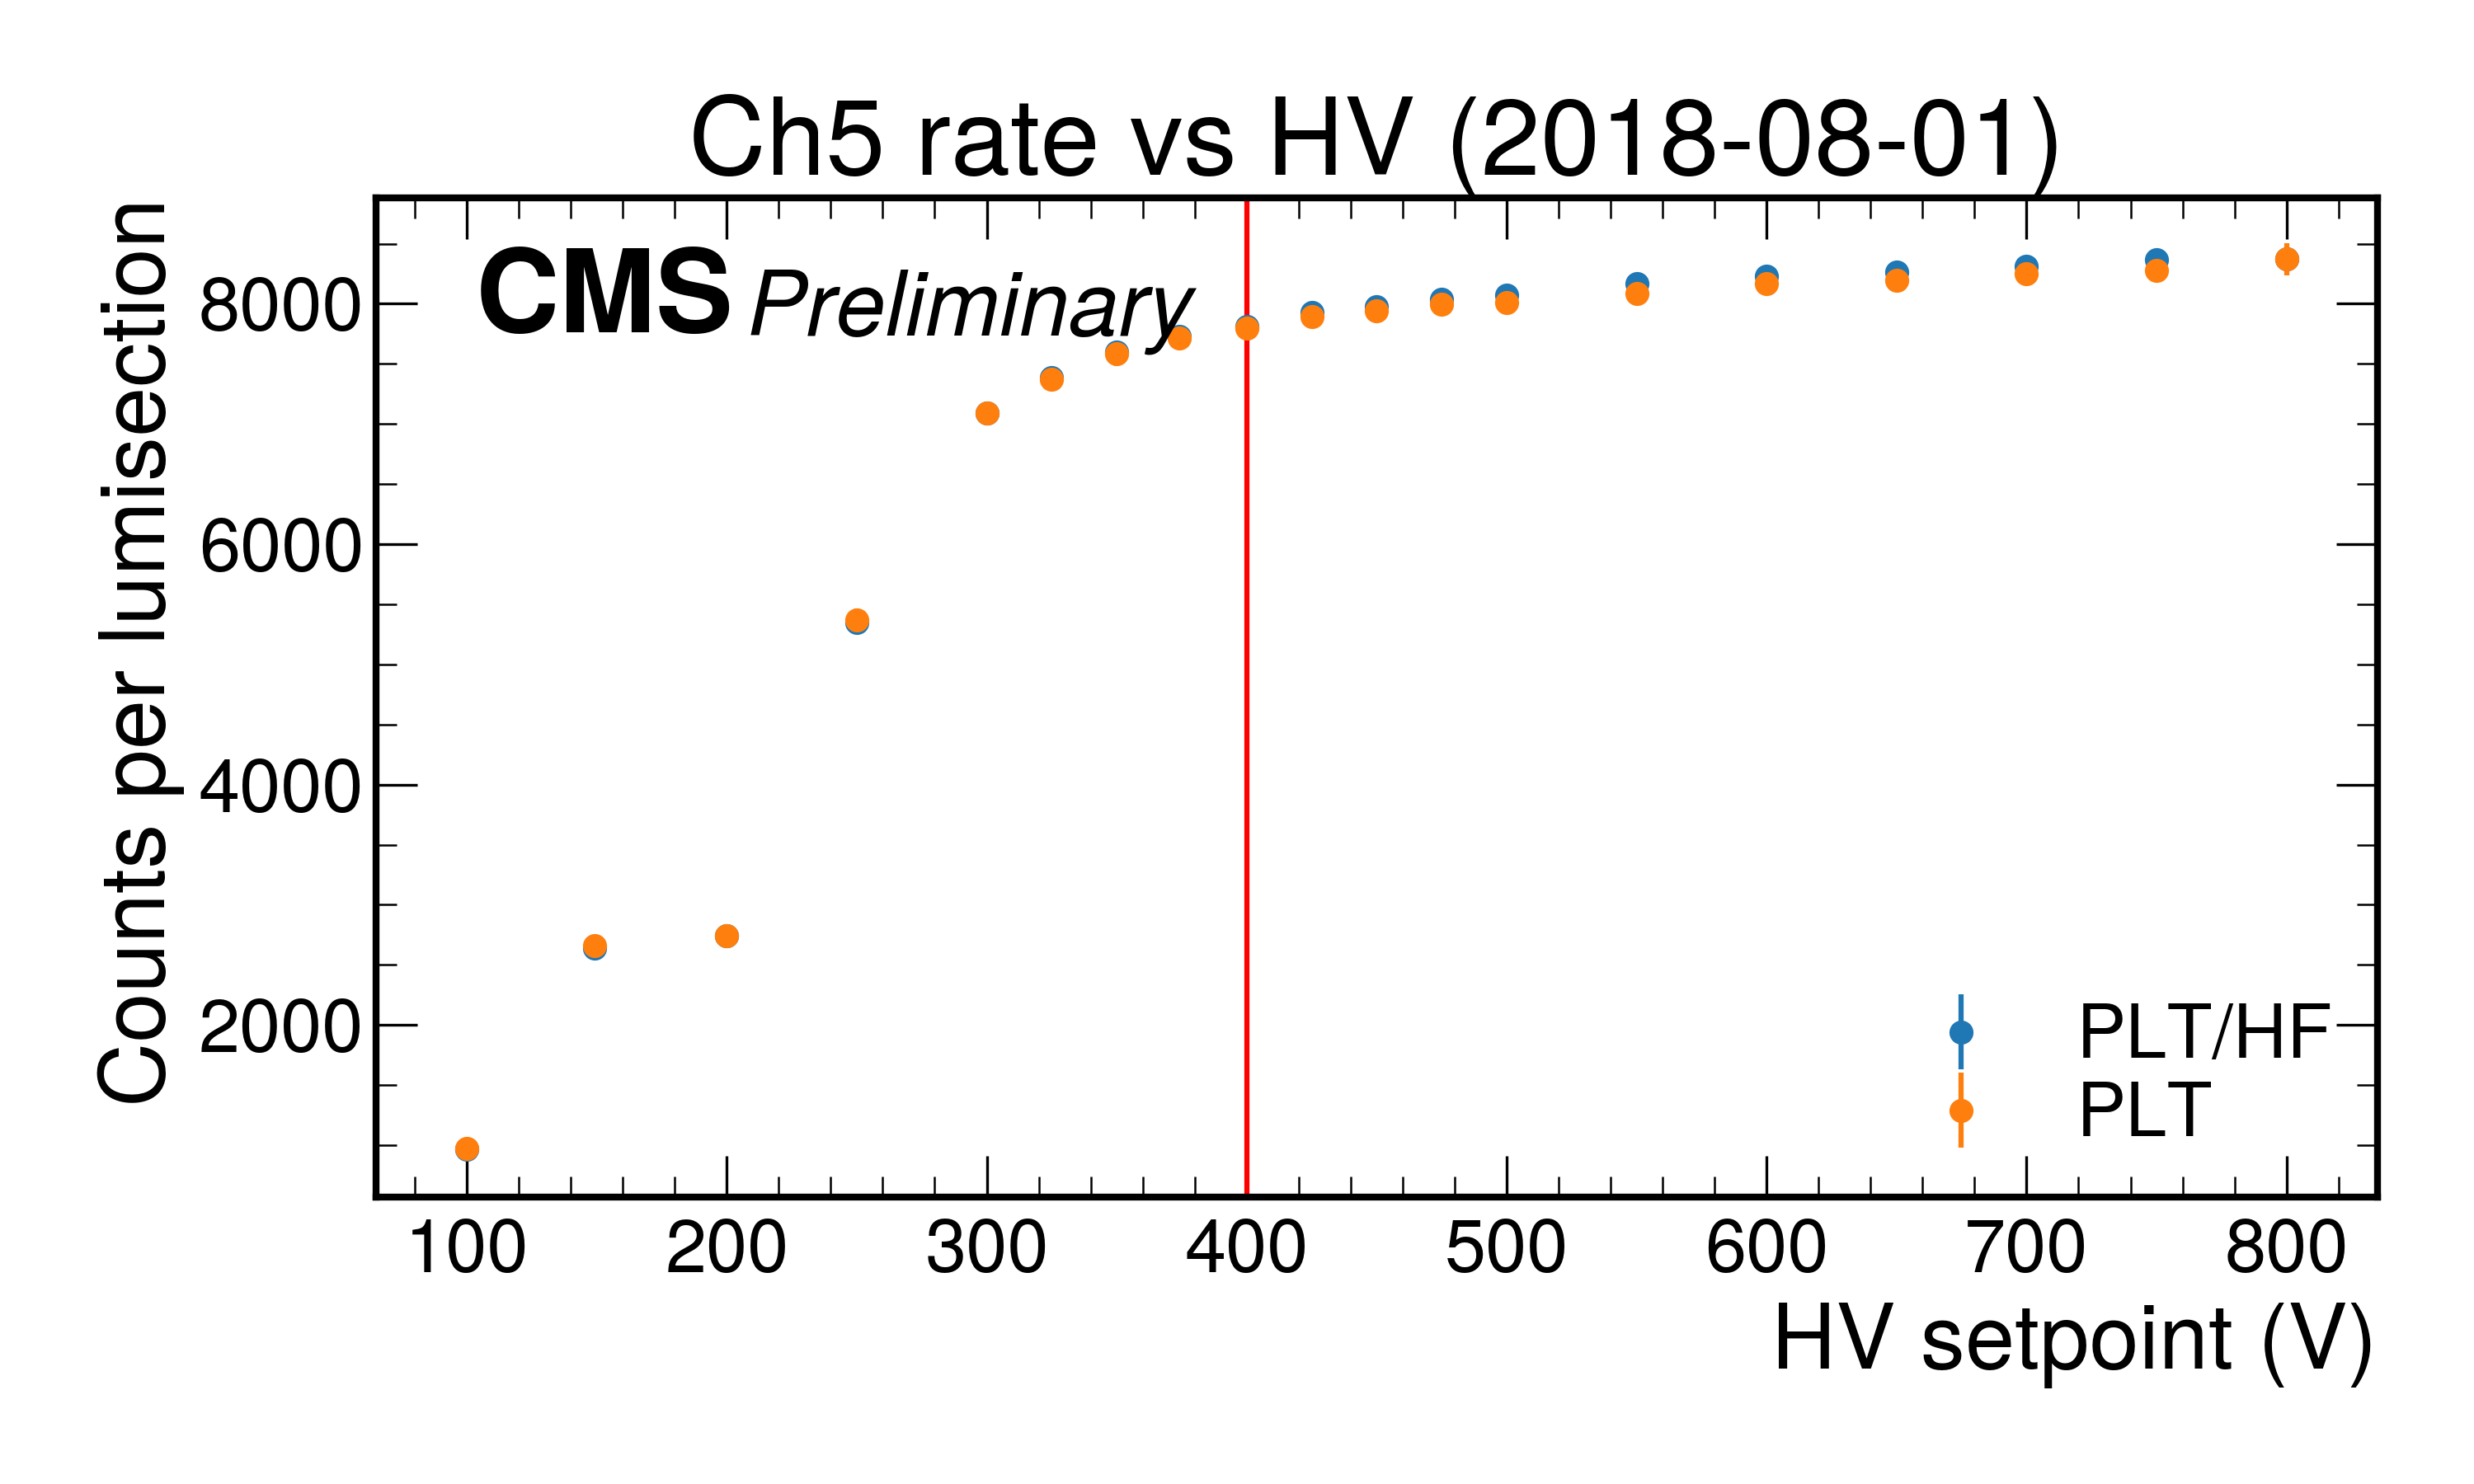 Ch5 rate vs HV (2018-08-01)
CMS Preliminary
Counts per lumisection
8000
6000
4000
2000
PLT/HF
PLT
100 200 300 400 500 600 700 800
HV setpoint (V)